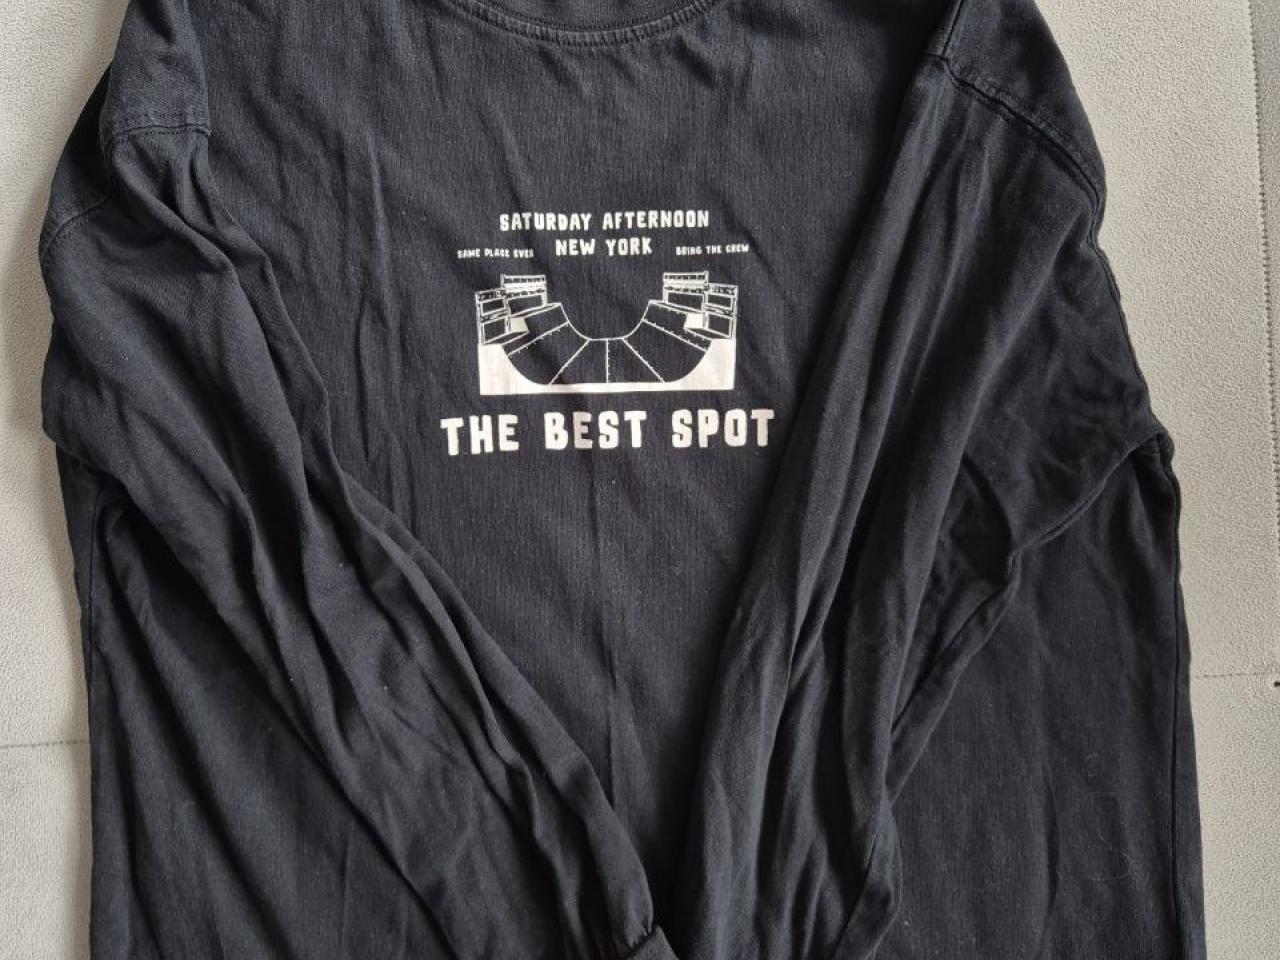 SATURDAY AFTERNOON
NEW YORK
SAME PLACE EVER
BRING THE CREW
THE BEST SPOT